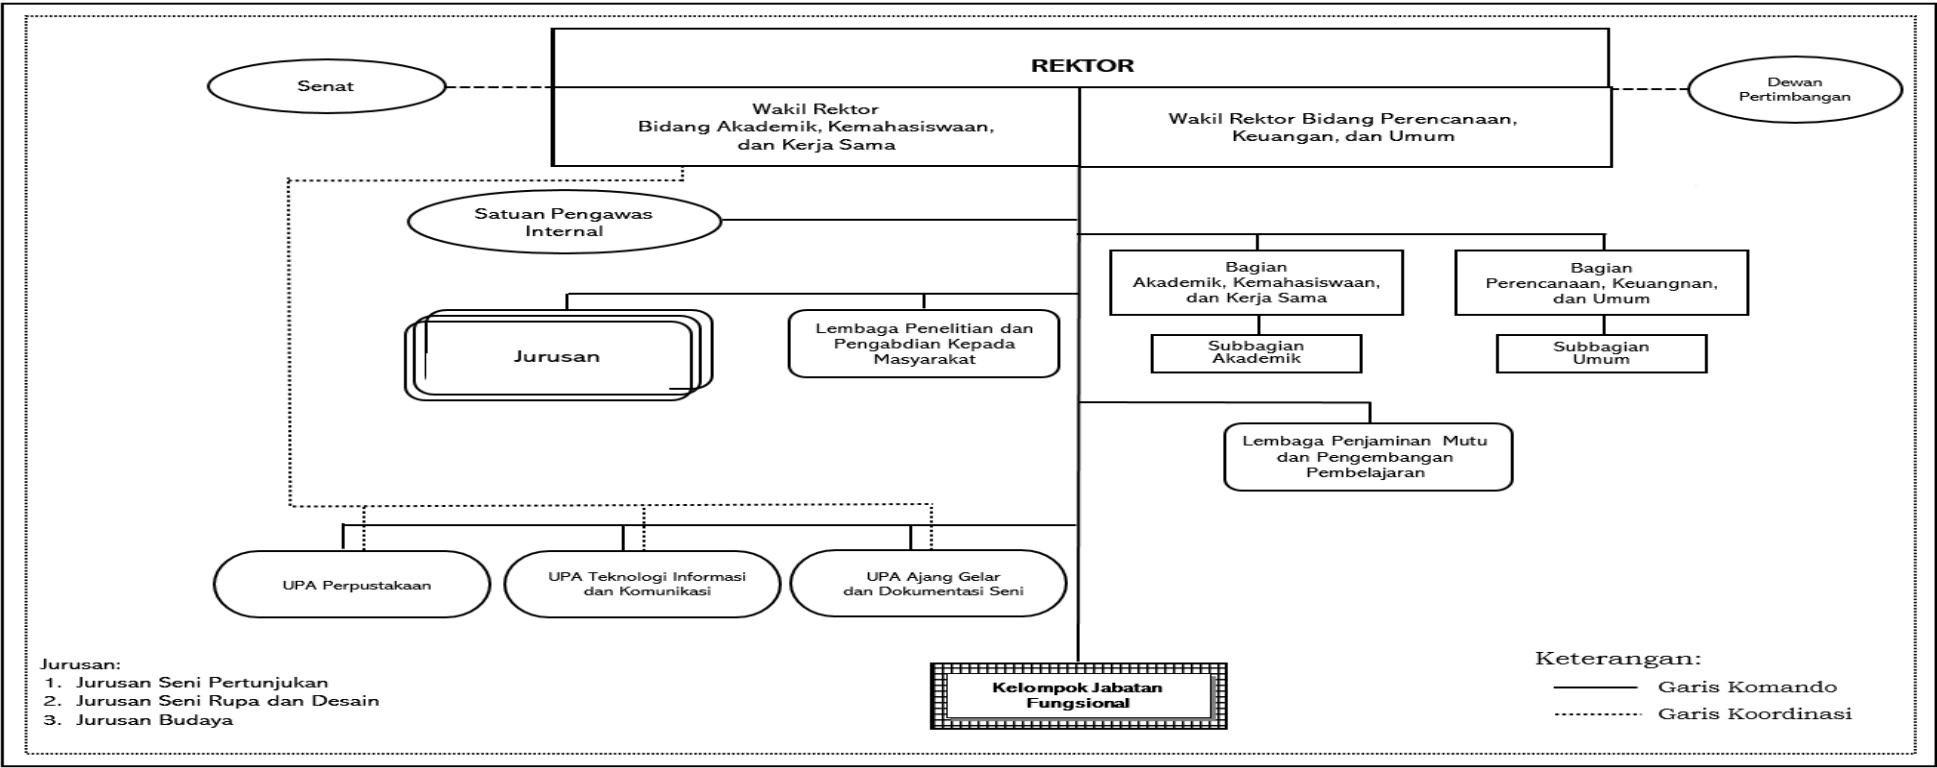 REKTOR
Senat
Dewan
Pertimbangan
Wakil Rektor
Bidang Akademik, Kemahasiswaan,
dan Kerja Sama
Wakil Rektor Bidang Perencanaan,
Keuangan, dan Umum
Satuan Pengawas
Internal
Bagian
Akademik, Kemahasiswaan,
dan Kerja Sama
Bagian
Perencanaan, Keuangnan,
dan Umum
Jurusan
Lembaga Penelitian dan
Pengabdian Kepada
Masyarakat
Subbagian
Akademik
Subbagian
Umum
Lembaga Penjaminan Mutu
dan Pengembangan
Pembelajaran
UPA Perpustakaan
UPA Teknologi Informasi
dan Komunikasi
UPA Ajang Gelar
dan Dokumentasi Seni
Kelompok Jabatan
Fungsional
Jurusan:
1. Jurusan Seni Pertunjukan
2. Jurusan Seni Rupa dan Desain
3. Jurusan Budaya
Keterangan:
Garis Komando
Garis Koordinasi